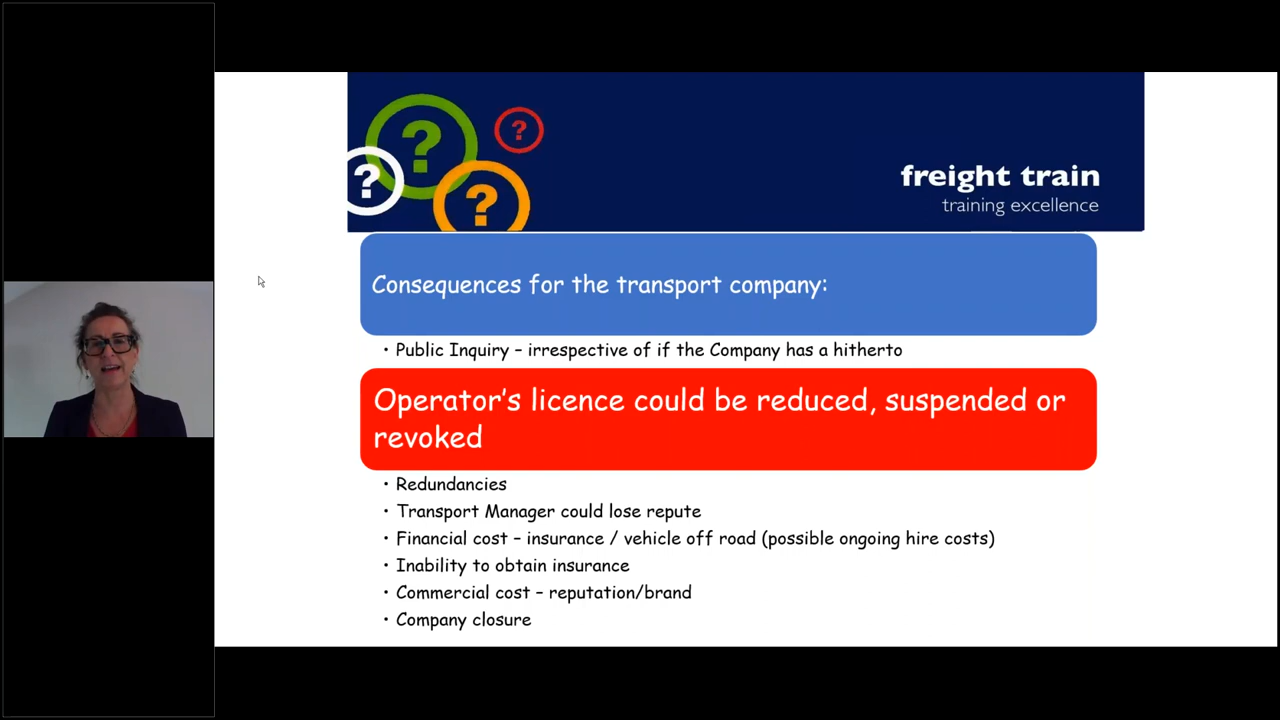 ? ? ? ?
freight train
training excellence
Consequences for the transport company:
• Public Inquiry – irrespective of if the Company has a hitherto
Operator's licence could be reduced, suspended or
revoked
• Redundancies
• Transport Manager could lose repute
• Financial cost – insurance / vehicle off road (possible ongoing hire costs)
• Inability to obtain insurance
• Commercial cost – reputation/brand
• Company closure